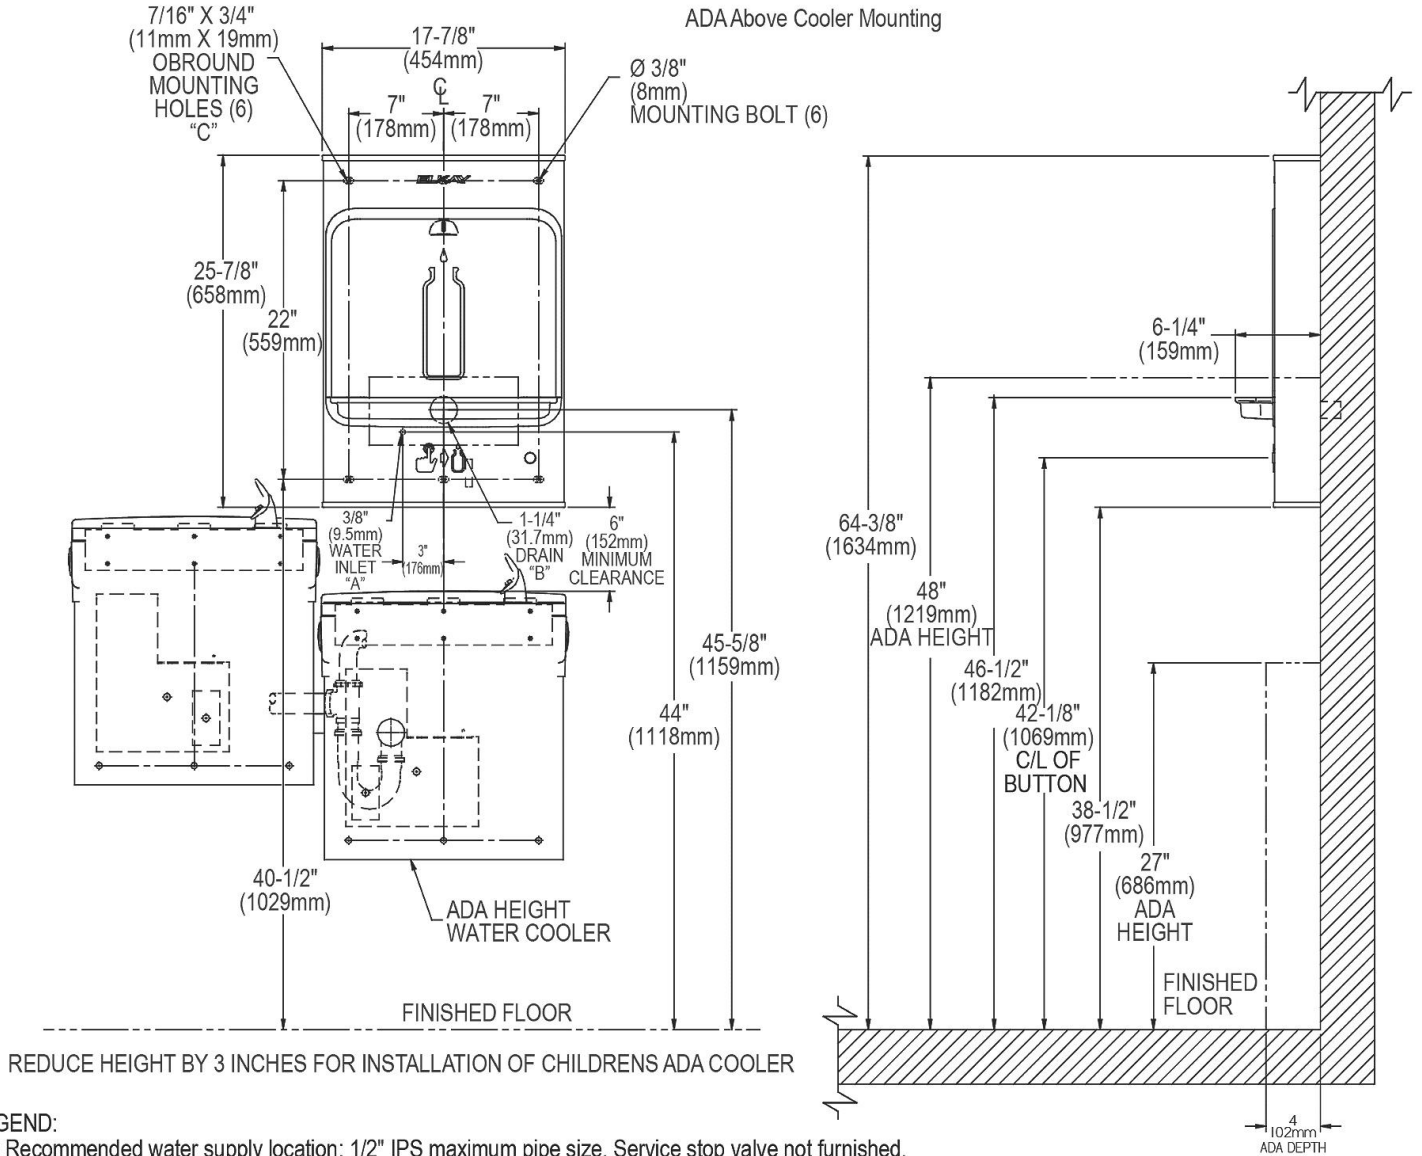 ADA Above Cooler Mounting
7/16" X 3/4"
(11mm X 19mm)
OBROUND
MOUNTING
HOLES (6)
“C”
17-7/8"
(454mm)
℄
7"
(178mm)
7"
(178mm)
Ø 3/8"
(8mm)
MOUNTING BOLT (6)
ELKAY
25-7/8"
(658mm)
22"
(559mm)
3/8"
(9.5mm)
WATER
INLET
“A”
3"
(176mm)
1-1/4"
(31.7mm)
DRAIN
“B”
6"
(152mm)
MINIMUM
CLEARANCE
45-5/8"
(1159mm)
44"
(1118mm)
40-1/2"
(1029mm)
ADA HEIGHT
WATER COOLER
FINISHED FLOOR
6-1/4"
(159mm)
64-3/8"
(1634mm)
48"
(1219mm)
ADA HEIGHT
46-1/2"
(1182mm)
42-1/8"
(1069mm)
C/L OF
BUTTON
38-1/2"
(977mm)
27"
(686mm)
ADA
HEIGHT
FINISHED
FLOOR
4
102mm
ADA DEPTH
REDUCE HEIGHT BY 3 INCHES FOR INSTALLATION OF CHILDRENS ADA COOLER
GEND:
Recommended water supply location: 1/2" IPS maximum pipe size. Service stop valve not furnished.